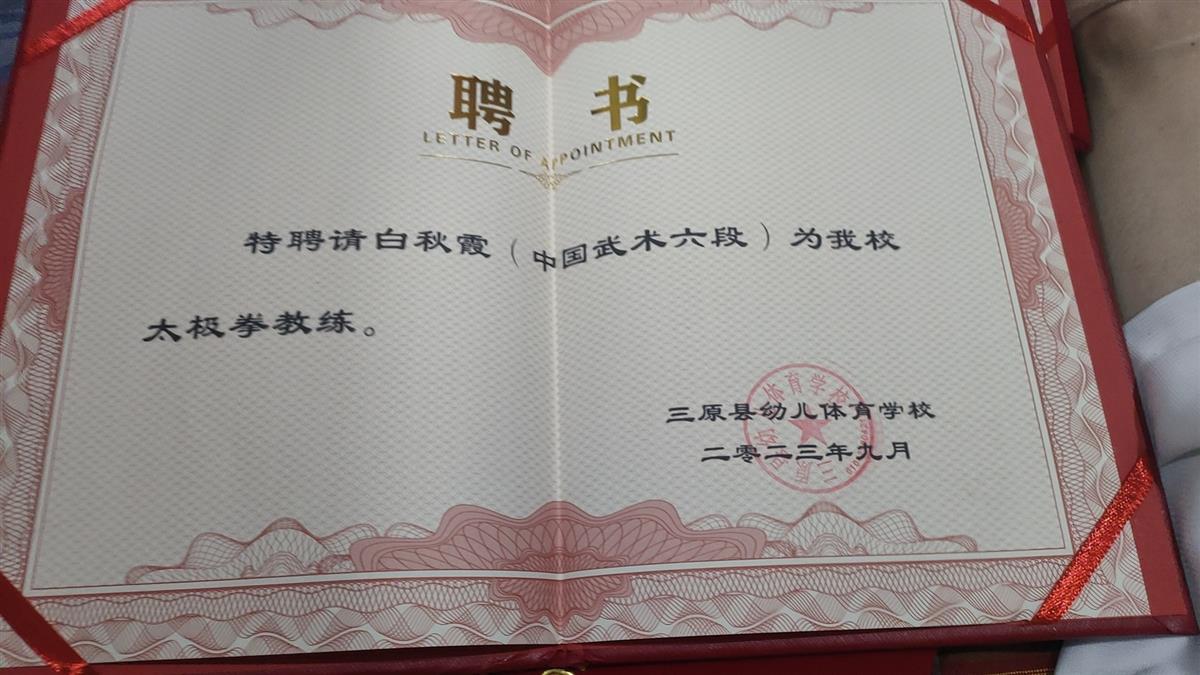 聘 书
LETTER OF APPOINTMENT
特聘请白秋霞（中国武术六段）为我校
太极拳教练。
三原县幼儿体育学校
二零二三年九月